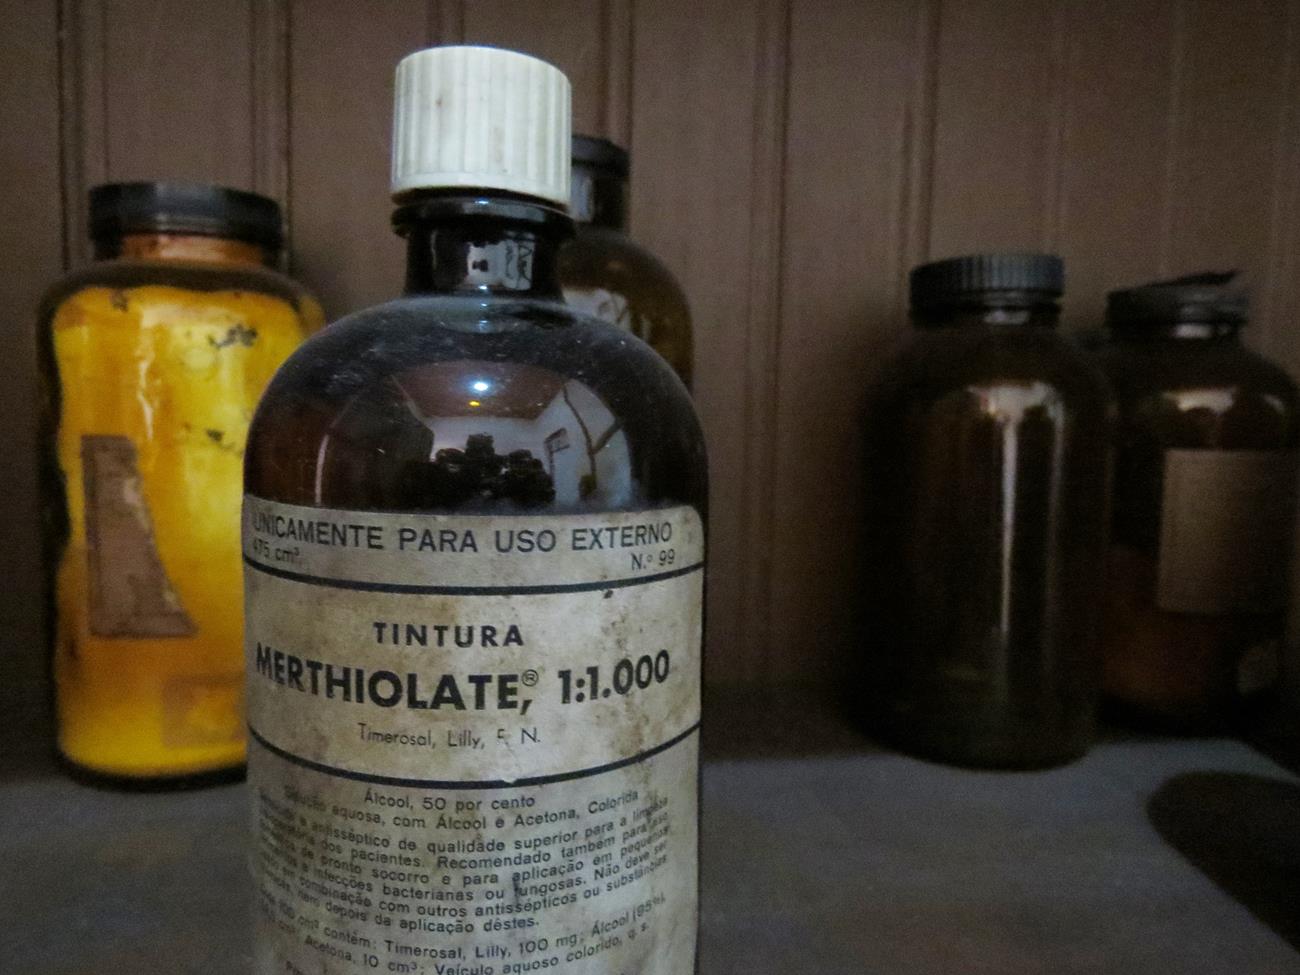 UNICAMENTE PARA USO EXTERNO
475 cm³ N.º 99
TINTURA
MERTHIOLATE,® 1:1.000
Timerosal, Lilly, F. N.
Álcool, 50 por cento
Solução aquosa, com Álcool e Acetona, Colorida
e antisséptico de qualidade superior para a limpeza
dos pacientes. Recomendado também para uso
de pronto socorro e para aplicação em pequenos
e infecções bacterianas ou fungosas. Não deve ser
em combinação com outros antissépticos ou substâncias
nem depois da aplicação dêstes.
100 cm³ contém: Timerosal, Lilly, 100 mg; Álcool (95%),
Acetona, 10 cm³; Veículo aquoso colorido, q. s.